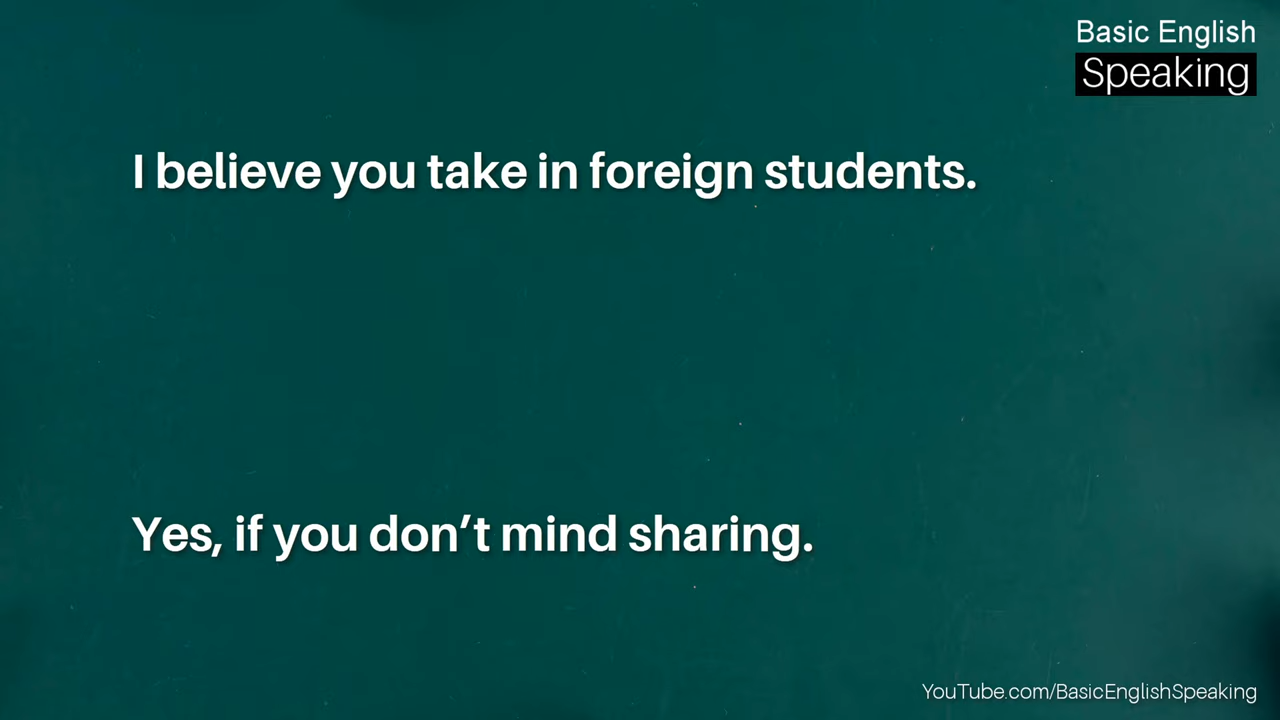 Basic English
Speaking
I believe you take in foreign students.
Yes, if you don’t mind sharing.
YouTube.com/BasicEnglishSpeaking